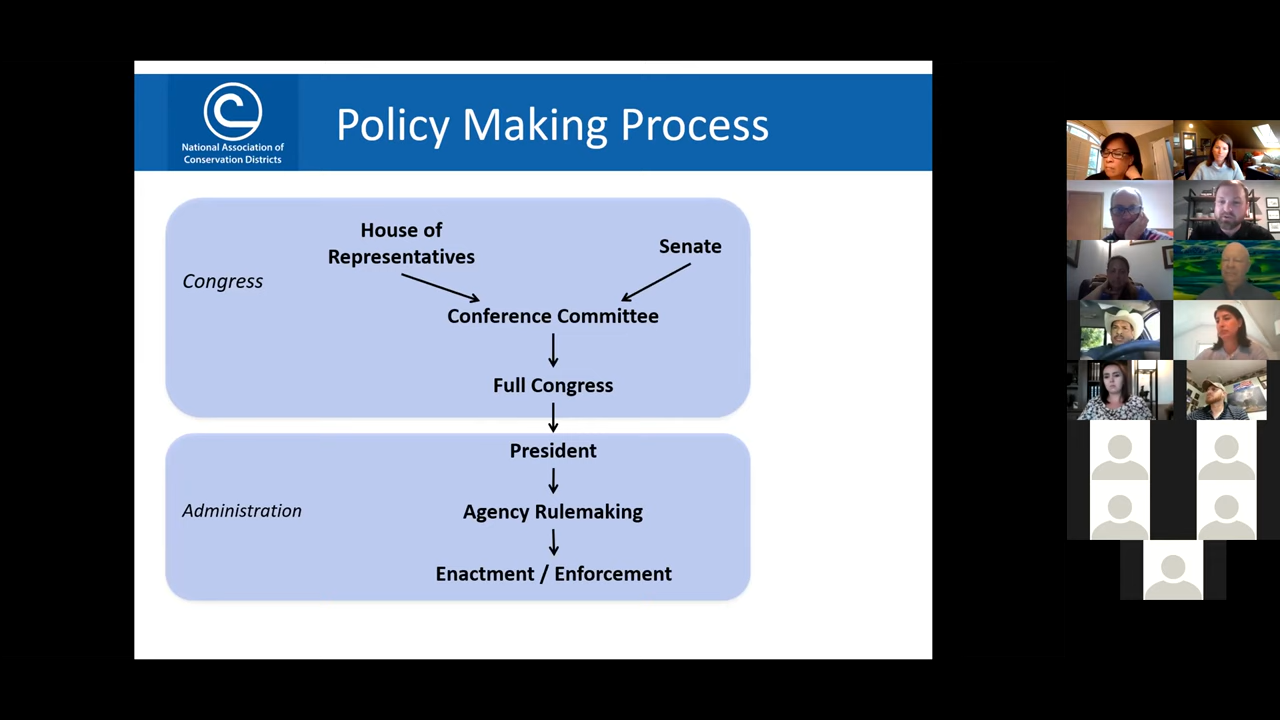 National Association of
Conservation Districts
Policy Making Process
House of
Representatives
Senate
Congress
Conference Committee
Full Congress
President
Administration
Agency Rulemaking
Enactment / Enforcement